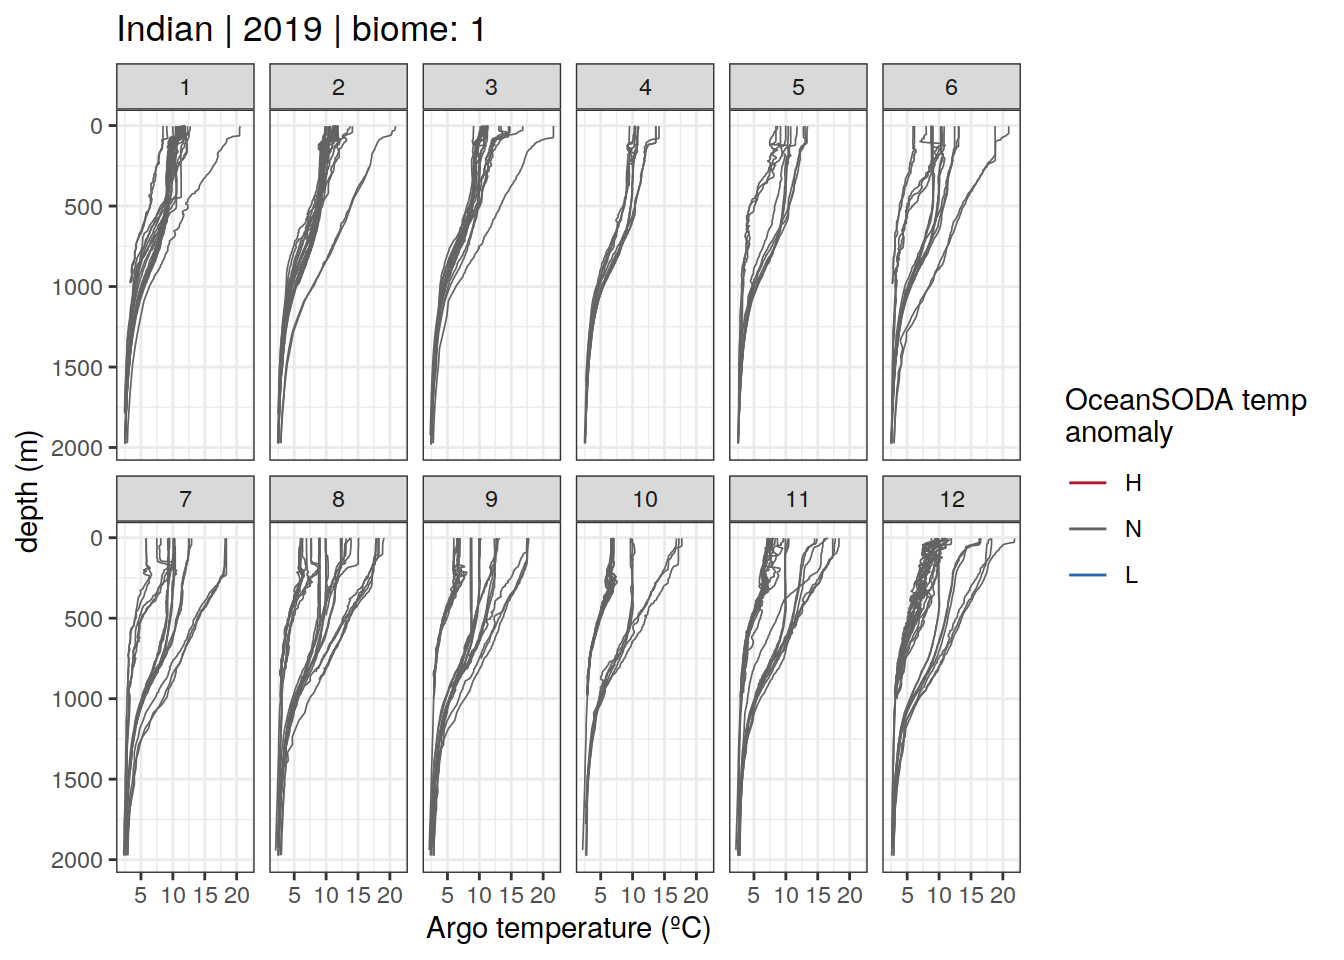 Indian | 2019 | biome: 1
1 2 3 4 5 6
0
500
1000
1500
2000
7 8 9 10 11 12
0
500
1000
1500
2000
5 10 15 20 5 10 15 20 5 10 15 20 5 10 15 20 5 10 15 20 5 10 15 20
Argo temperature (ºC)
depth (m)
OceanSODA temp
anomaly
H
N
L